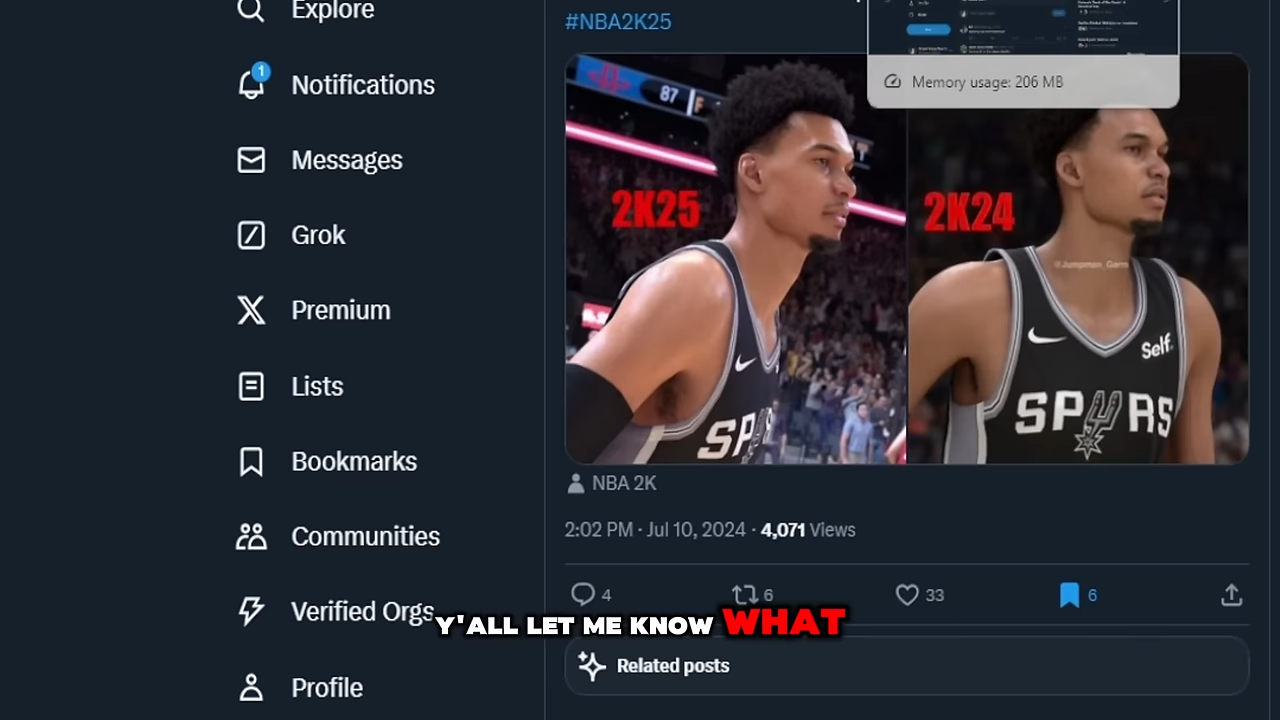 Explore
1
Notifications
Messages
Grok
Premium
Lists
Bookmarks
Communities
Verified Orgs
Profile
#NBA2K25
Memory usage: 206 MB
87
2K25
2K24
@Jumpman_Garm
Self.
SPURS
NBA 2K
2:02 PM · Jul 10, 2024 · 4,071 Views
4
6
33
6
Y'ALL LET ME KNOW WHAT
Related posts